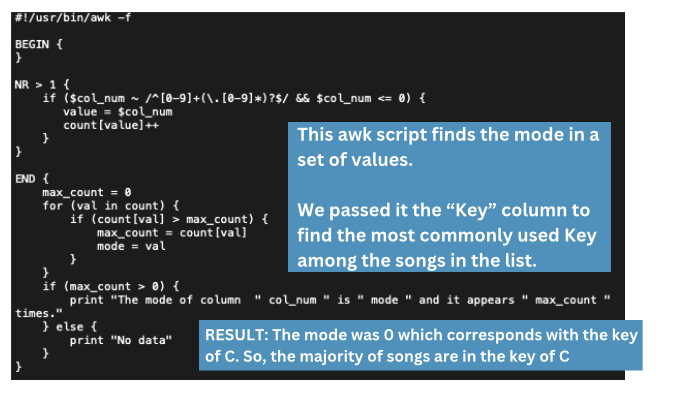 #!/usr/bin/awk -f
BEGIN {
}
NR > 1 {
if ($col_num ~ /^[0-9]+(\.[0-9]*)?$/ && $col_num <= 0) {
value = $col_num
count[value]++
}
}
END {
max_count = 0
for (val in count) {
if (count[val] > max_count) {
max_count = count[val]
mode = val
}
}
if (max_count > 0) {
print "The mode of column  " col_num " is " mode " and it appears " max_count "
times."
} else {
print "No data"
}
}
This awk script finds the mode in a
set of values.
We passed it the “Key” column to
find the most commonly used Key
among the songs in the list.
RESULT: The mode was 0 which corresponds with the key
of C. So, the majority of songs are in the key of C